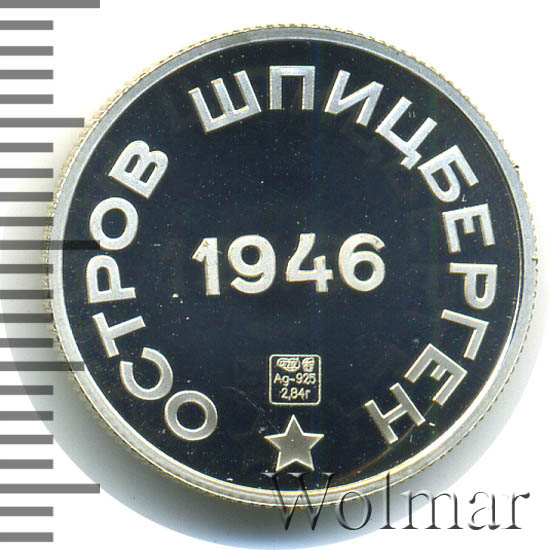 ОСТРОВ ШПИЦБЕРГЕН
1946
Ag-925
2,84г
Wolmar